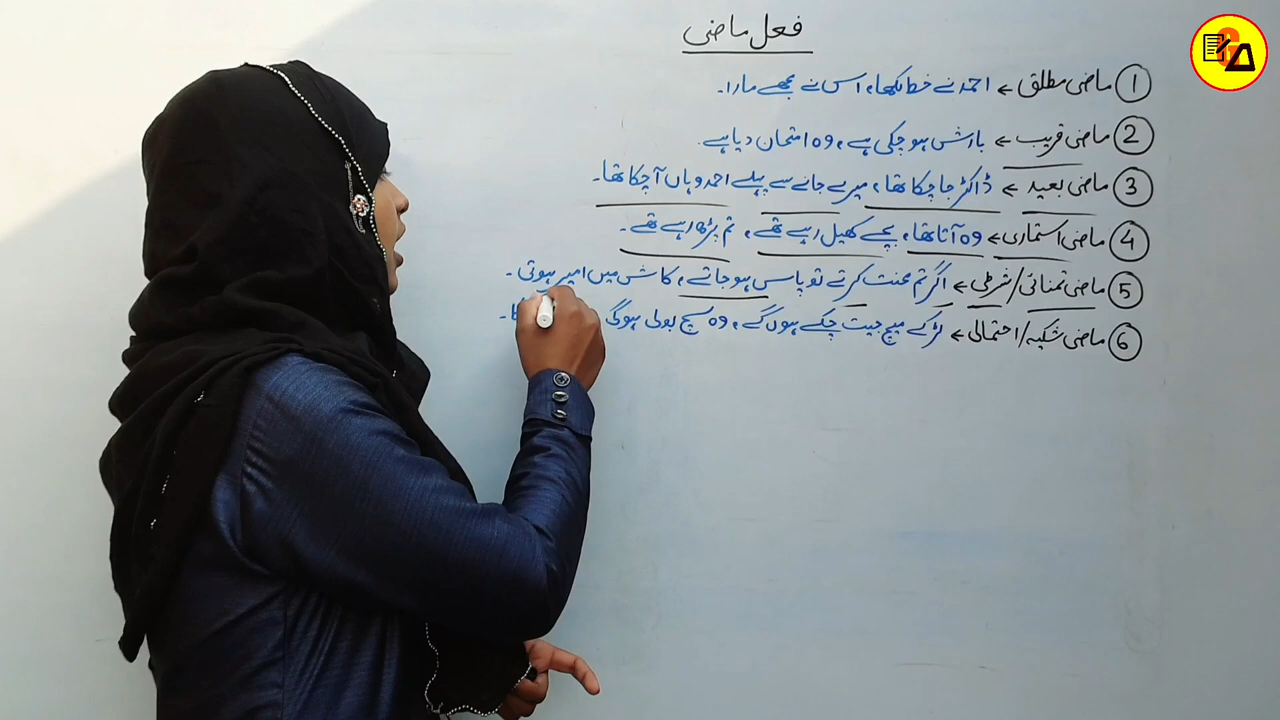 فعل ماضی
① ماضی مطلق ← احمد نے خط لکھا، اس نے مجھے مارا۔
② ماضی قریب ← بارش ہو چکی ہے، وہ امتحان دیا ہے۔
③ ماضی بعید ← ڈاکٹر جا چکا تھا، میرے جانے سے پہلے احمد وہاں آ چکا تھا۔
④ ماضی استماری ← وہ آتا تھا، بچے کھیل رہے تھے، تم پڑھ رہے تھے۔
⑤ ماضی تمنائی/شرطی ← اگر تم محنت کرتے تو پاس ہو جاتے، کاش میں امیر ہوتی۔
⑥ ماضی شکیہ/احتمالی ← لڑکے میچ جیت چکے ہوں گے، وہ سچ بولی ہوگی